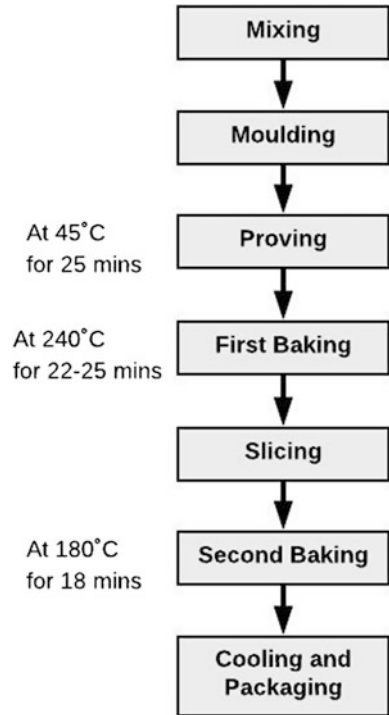 Mixing
Moulding
At 45˚C
for 25 mins
Proving
At 240˚C
for 22-25 mins
First Baking
Slicing
At 180˚C
for 18 mins
Second Baking
Cooling and
Packaging